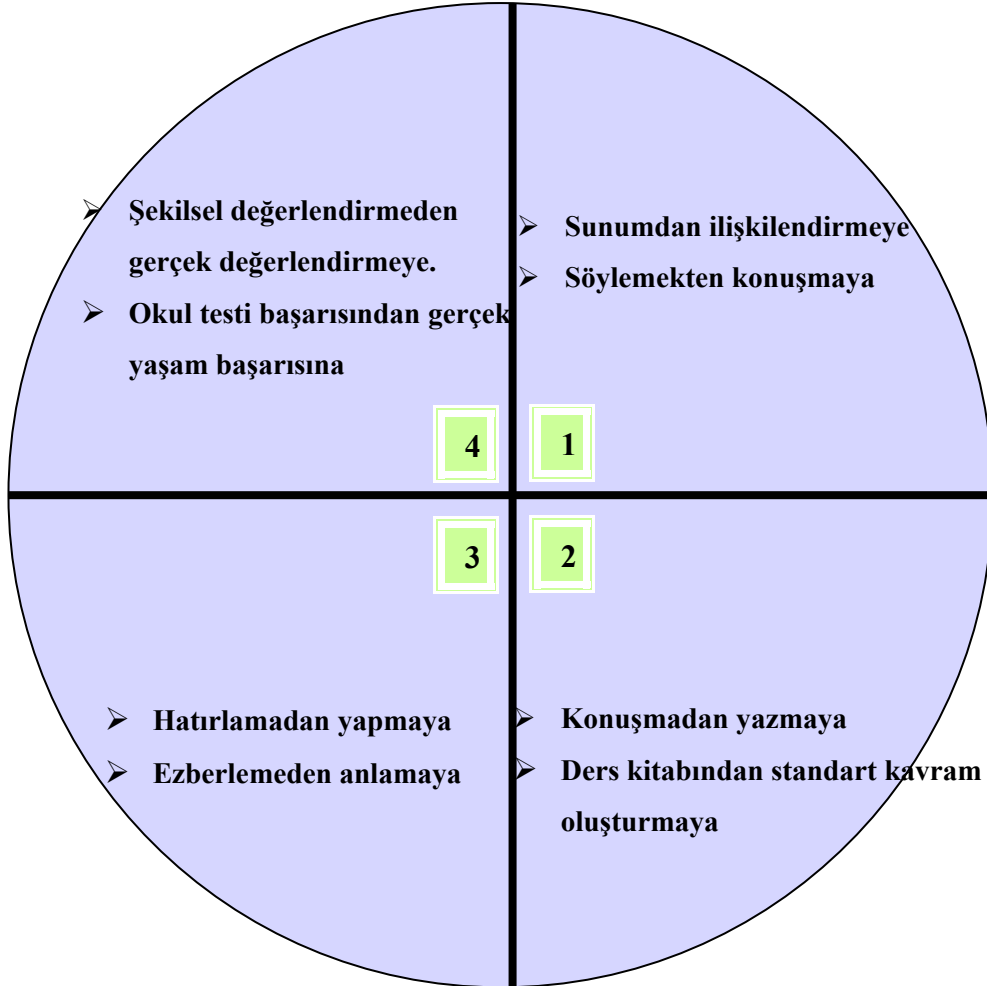 ➢ Şekilsel değerlendirmeden
gerçek değerlendirmeye.
➢ Okul testi başarısından gerçek
yaşam başarısına
➢ Sunumdan ilişkilendirmeye
➢ Söylemekten konuşmaya
4
1
3
2
➢ Hatırlamadan yapmaya
➢ Ezberlemeden anlamaya
➢ Konuşmadan yazmaya
➢ Ders kitabından standart kavram
oluşturmaya